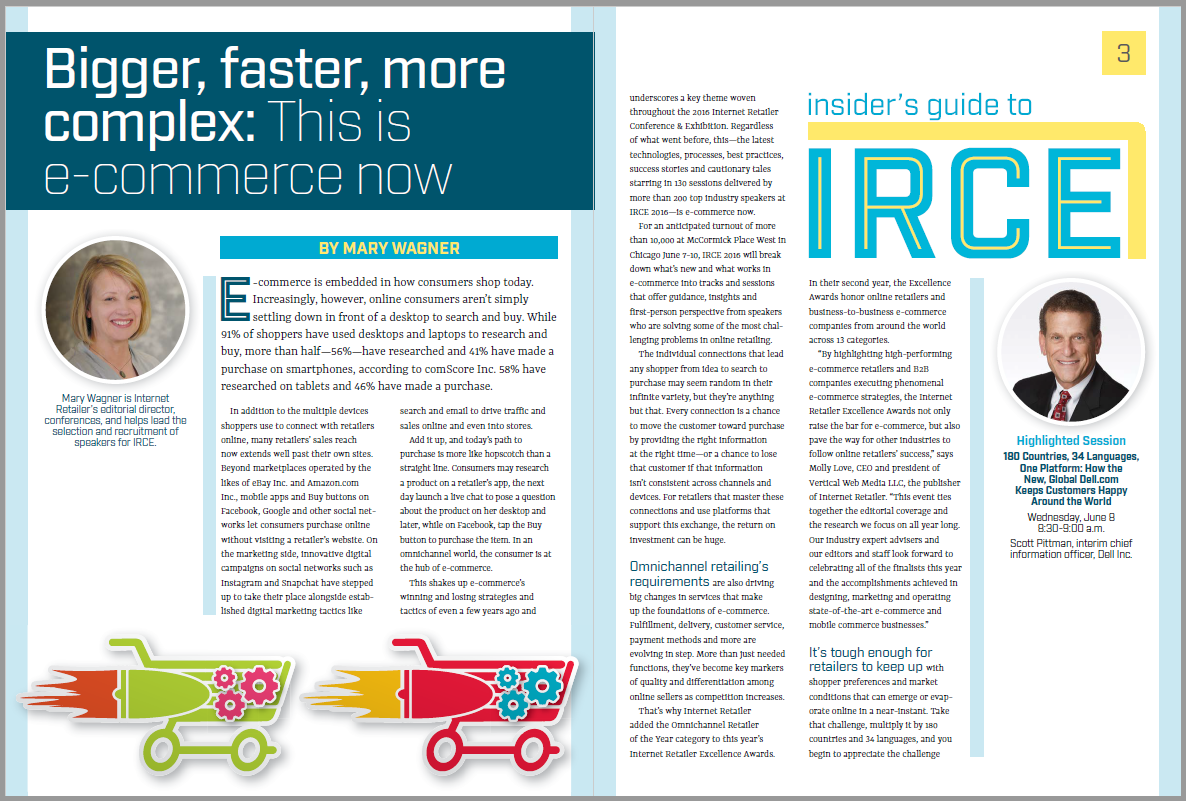 Bigger, faster, more
complex: This is
e-commerce now
BY MARY WAGNER
Mary Wagner is Internet
Retailer's editorial director,
conferences, and helps lead the
selection and recruitment of
speakers for IRCE.
E-commerce is embedded in how consumers shop today.
Increasingly, however, online consumers aren't simply
settling down in front of a desktop to search and buy. While
91% of shoppers have used desktops and laptops to research and
buy, more than half—56%—have researched and 41% have made a
purchase on smartphones, according to comScore Inc. 58% have
researched on tablets and 46% have made a purchase.
In addition to the multiple devices
shoppers use to connect with retailers
online, many retailers' sales reach
now extends well past their own sites.
Beyond marketplaces operated by the
likes of eBay Inc. and Amazon.com
Inc., mobile apps and Buy buttons on
Facebook, Google and other social net-
works let consumers purchase online
without visiting a retailer's website. On
the marketing side, innovative digital
campaigns on social networks such as
Instagram and Snapchat have stepped
up to take their place alongside estab-
lished digital marketing tactics like
search and email to drive traffic and
sales online and even into stores.
Add it up, and today's path to
purchase is more like hopscotch than a
straight line. Consumers may research
a product on a retailer's app, the next
day launch a live chat to pose a question
about the product on her desktop and
later, while on Facebook, tap the Buy
button to purchase the item. In an
omnichannel world, the consumer is at
the hub of e-commerce.
This shakes up e-commerce's
winning and losing strategies and
tactics of even a few years ago and
underscores a key theme woven
throughout the 2016 Internet Retailer
Conference & Exhibition. Regardless
of what went before, this—the latest
technologies, processes, best practices,
success stories and cautionary tales
starring in 130 sessions delivered by
more than 200 top industry speakers at
IRCE 2016—is e-commerce now.
For an anticipated turnout of more
than 10,000 at McCormick Place West in
Chicago June 7-10, IRCE 2016 will break
down what's new and what works in
e-commerce into tracks and sessions
that offer guidance, insights and
first-person perspective from speakers
who are solving some of the most chal-
lenging problems in online retailing.
The individual connections that lead
any shopper from idea to search to
purchase may seem random in their
infinite variety, but they're anything
but that. Every connection is a chance
to move the customer toward purchase
by providing the right information
at the right time—or a chance to lose
that customer if that information
isn't consistent across channels and
devices. For retailers that master these
connections and use platforms that
support this exchange, the return on
investment can be huge.
Omnichannel retailing's
requirements are also driving
big changes in services that make
up the foundations of e-commerce.
Fulfillment, delivery, customer service,
payment methods and more are
evolving in step. More than just needed
functions, they've become key markers
of quality and differentiation among
online sellers as competition increases.
That's why Internet Retailer
added the Omnichannel Retailer
of the Year category to this year's
Internet Retailer Excellence Awards.
3
insider's guide to
IRCE
In their second year, the Excellence
Awards honor online retailers and
business-to-business e-commerce
companies from around the world
across 13 categories.
"By highlighting high-performing
e-commerce retailers and B2B
companies executing phenomenal
e-commerce strategies, the Internet
Retailer Excellence Awards not only
raise the bar for e-commerce, but also
pave the way for other industries to
follow online retailers' success," says
Molly Love, CEO and president of
Vertical Web Media LLC, the publisher
of Internet Retailer. "This event ties
together the editorial coverage and
the research we focus on all year long.
Our industry expert advisers and
our editors and staff look forward to
celebrating all of the finalists this year
and the accomplishments achieved in
designing, marketing and operating
state-of-the-art e-commerce and
mobile commerce businesses."
It's tough enough for
retailers to keep up with
shopper preferences and market
conditions that can emerge or evap-
orate online in a near-instant. Take
that challenge, multiply it by 180
countries and 34 languages, and you
begin to appreciate the challenge
Highlighted Session
180 Countries, 34 Languages,
One Platform: How the
New, Global Dell.com
Keeps Customers Happy
Around the World
Wednesday, June 8
8:30-9:00 a.m.
Scott Pittman, interim chief
information officer, Dell Inc.